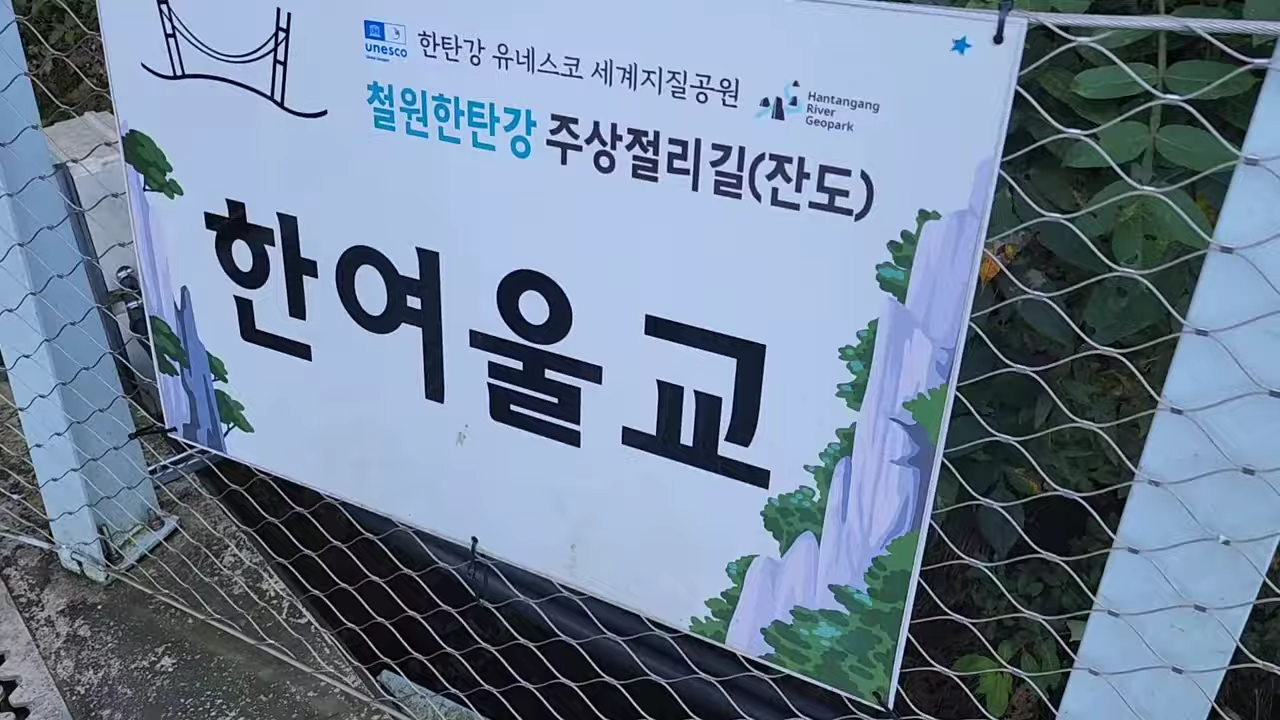 unesco
한탄강 유네스코 세계지질공원
Hantangang
River
Geopark
철원한탄강 주상절리길(잔도)
한여울교